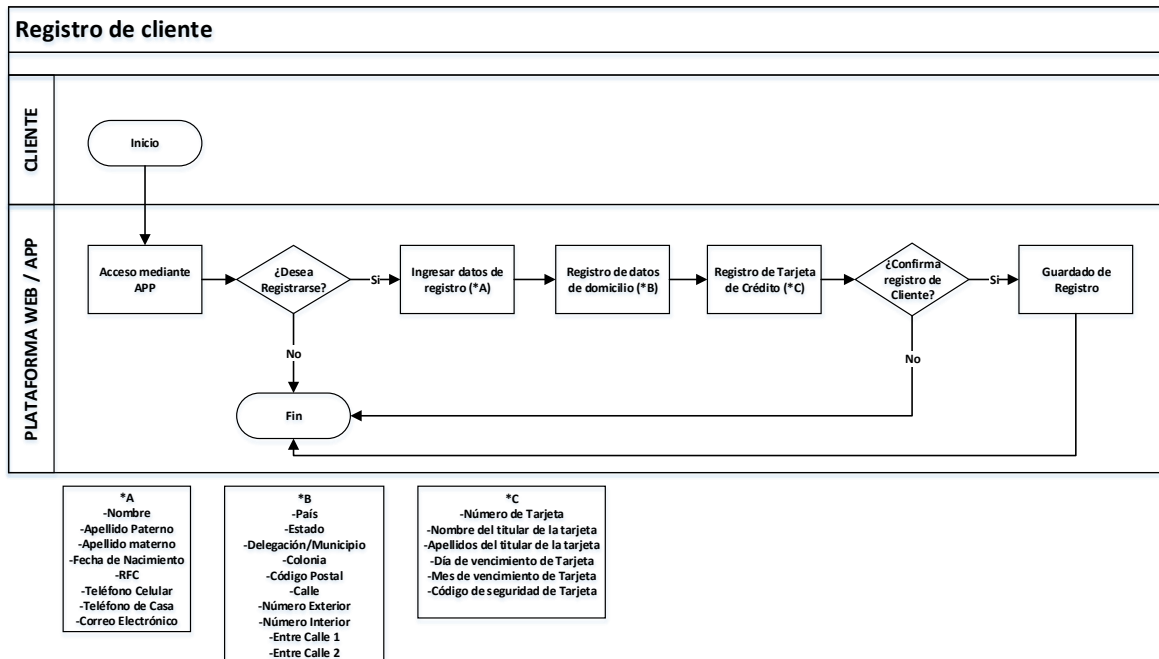 Registro de cliente
CLIENTE
Inicio
PLATAFORMA WEB / APP
Acceso mediante
APP
¿Desea
Registrarse?
Si
Ingresar datos de
registro (*A)
Registro de datos
de domicilio (*B)
Registro de Tarjeta
de Crédito (*C)
¿Confirma
registro de
Cliente?
Si
Guardado de
Registro
No
No
Fin
*A
-Nombre
-Apellido Paterno
-Apellido materno
-Fecha de Nacimiento
-RFC
-Teléfono Celular
-Teléfono de Casa
-Correo Electrónico
*B
-País
-Estado
-Delegación/Municipio
-Colonia
-Código Postal
-Calle
-Número Exterior
-Número Interior
-Entre Calle 1
-Entre Calle 2
*C
-Número de Tarjeta
-Nombre del titular de la tarjeta
-Apellidos del titular de la tarjeta
-Día de vencimiento de Tarjeta
-Mes de vencimiento de Tarjeta
-Código de seguridad de Tarjeta